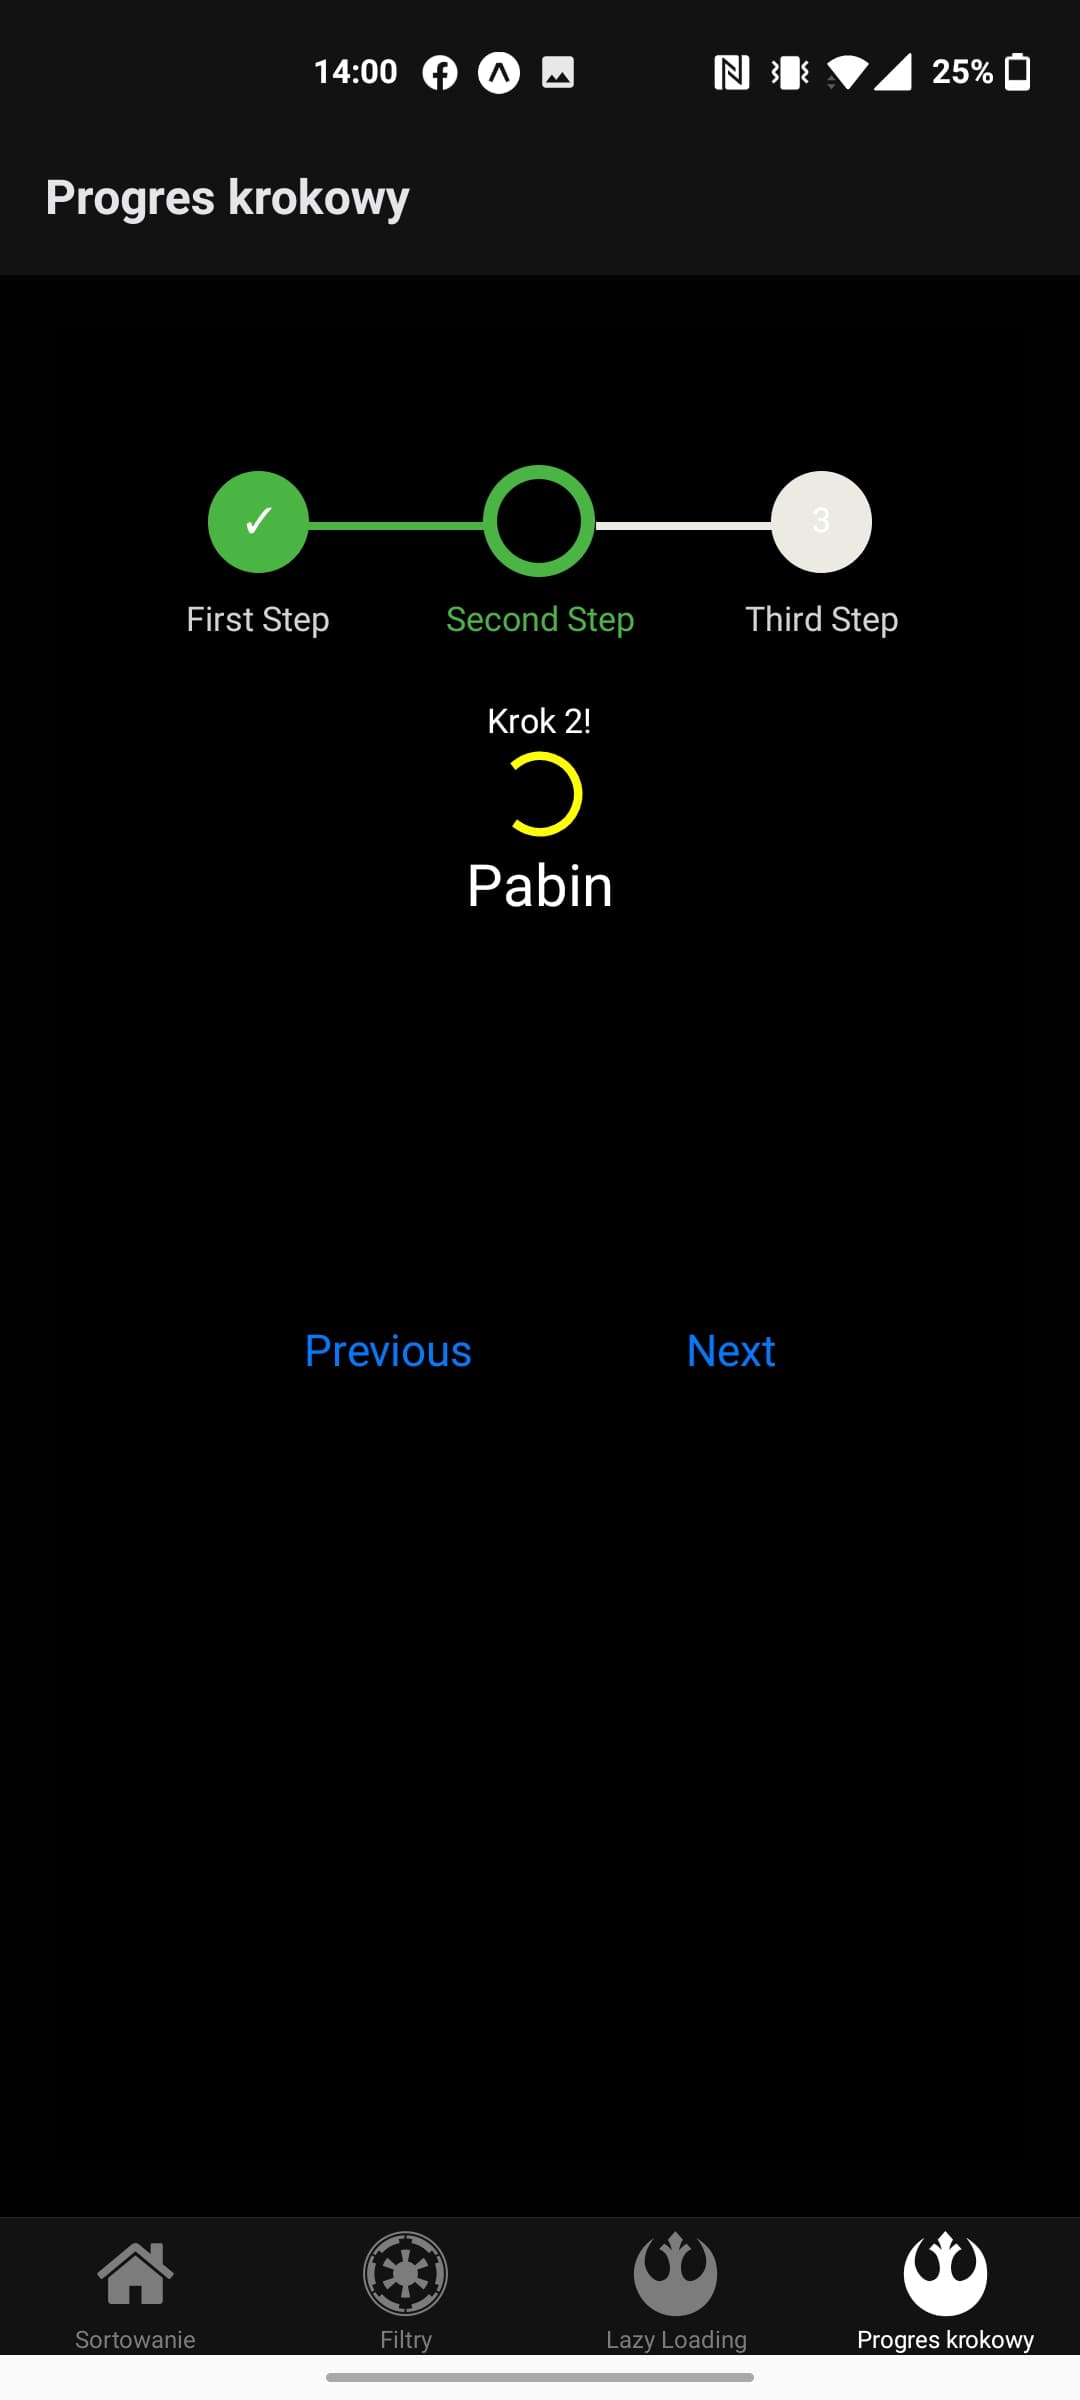 14:00 25%
Progres krokowy
✓ 3
First Step Second Step Third Step
Krok 2!
Pabin
Previous Next
Sortowanie Filtry Lazy Loading Progres krokowy